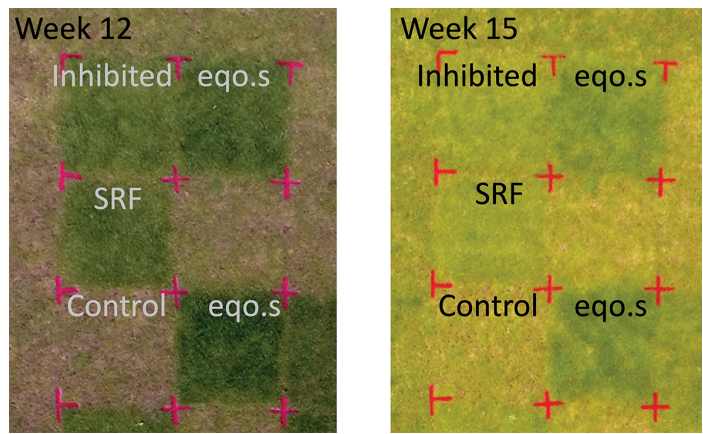 Week 12
Inhibited eqo.s
SRF
Control eqo.s
Week 15
Inhibited eqo.s
SRF
Control eqo.s